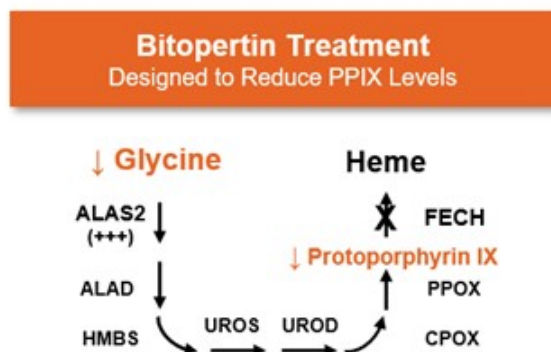 Bitopertin Treatment
Designed to Reduce PPIX Levels
↓ Glycine
Heme
ALAS2
(+++)
X
FECH
↓ Protoporphyrin IX
ALAD
PPOX
HMBS
UROS
UROD
CPOX